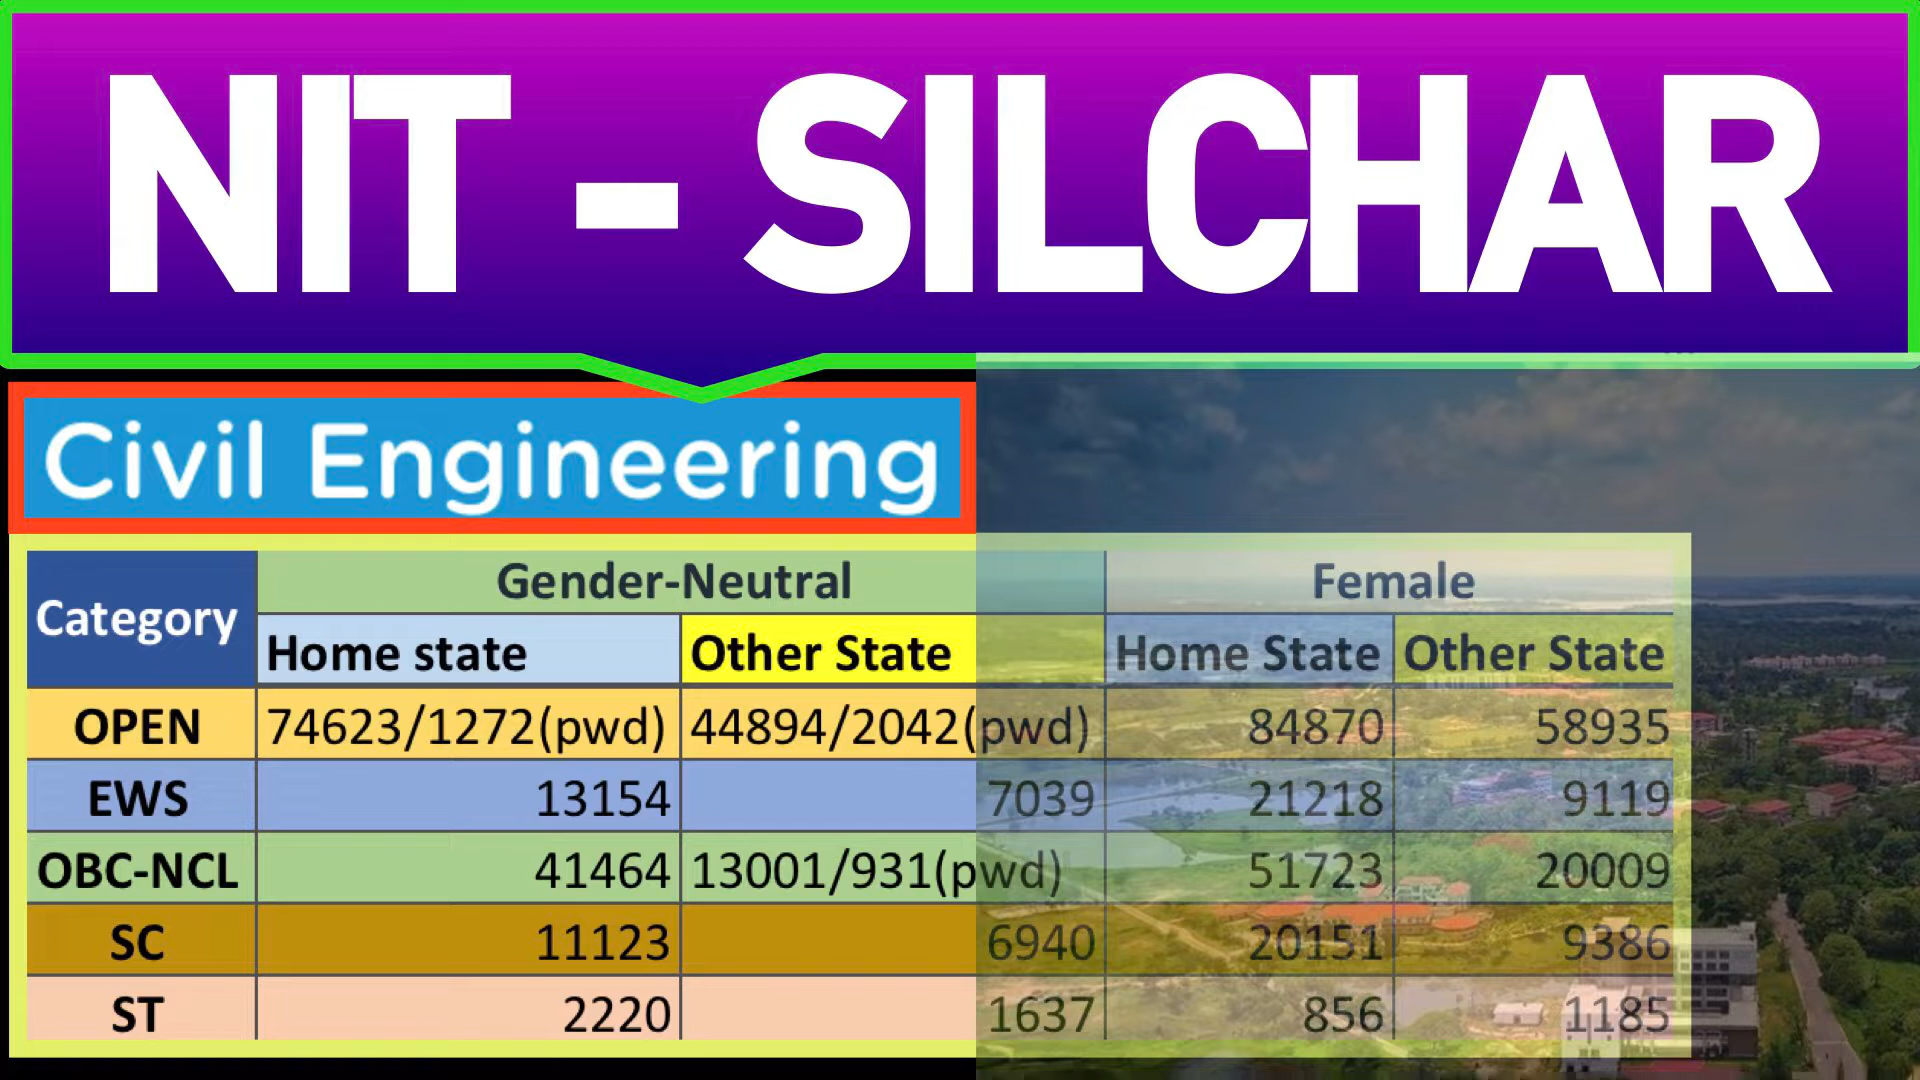 NIT - SILCHAR
Civil Engineering
Category Gender-Neutral Female
Home state Other State Home State Other State
OPEN 74623/1272(pwd) 44894/2042(pwd) 84870 58935
EWS 13154 7039 21218 9119
OBC-NCL 41464 13001/931(pwd) 51723 20009
SC 11123 6940 20151 9386
ST 2220 1637 856 1185